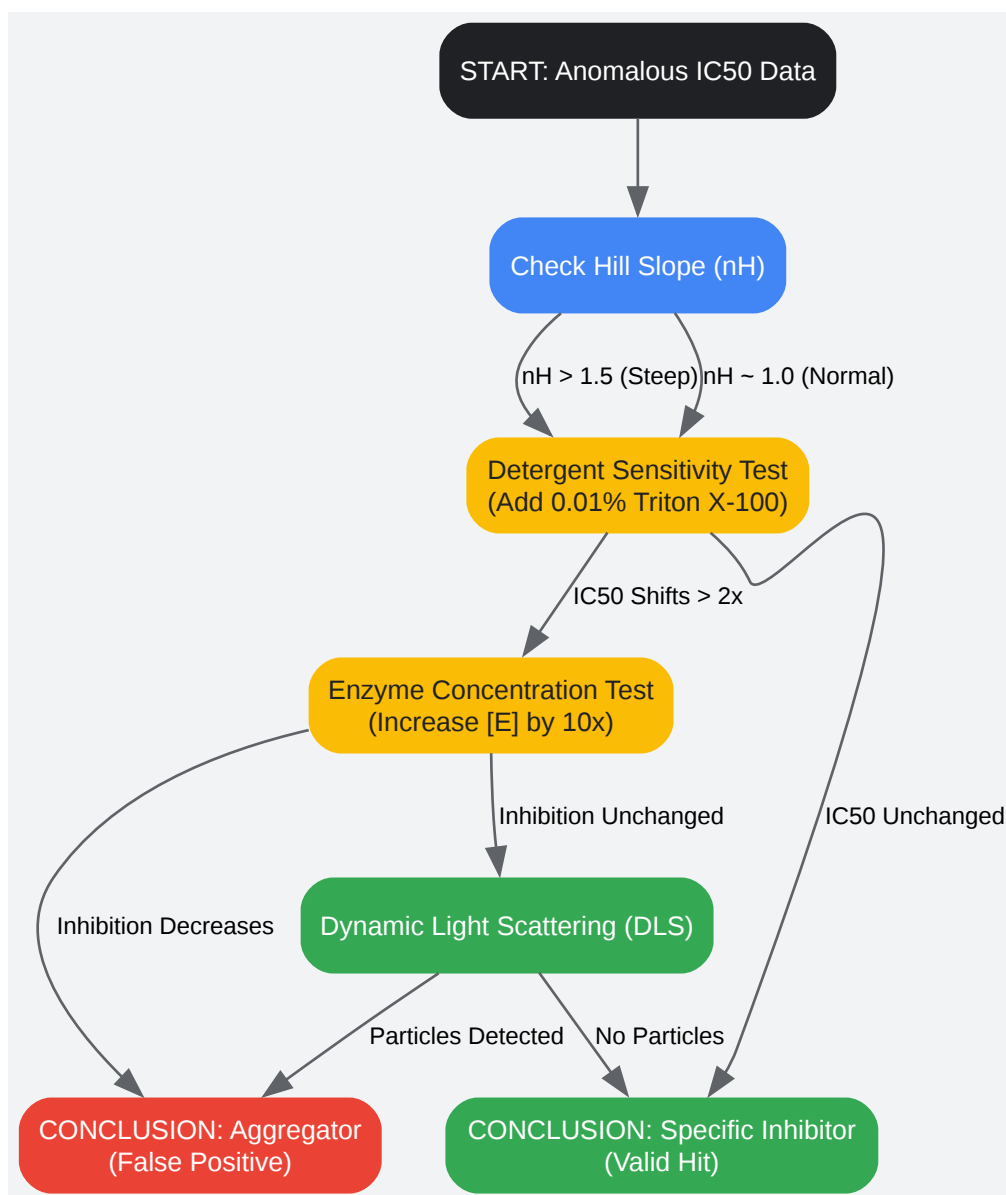 START: Anomalous IC50 Data
Check Hill Slope (nH)
nH > 1.5 (Steep)
nH ~ 1.0 (Normal)
Detergent Sensitivity Test
(Add 0.01% Triton X-100)
IC50 Shifts > 2x
Enzyme Concentration Test
(Increase [E] by 10x)
Inhibition Unchanged
IC50 Unchanged
Inhibition Decreases
Dynamic Light Scattering (DLS)
Particles Detected
No Particles
CONCLUSION: Aggregator
(False Positive)
CONCLUSION: Specific Inhibitor
(Valid Hit)